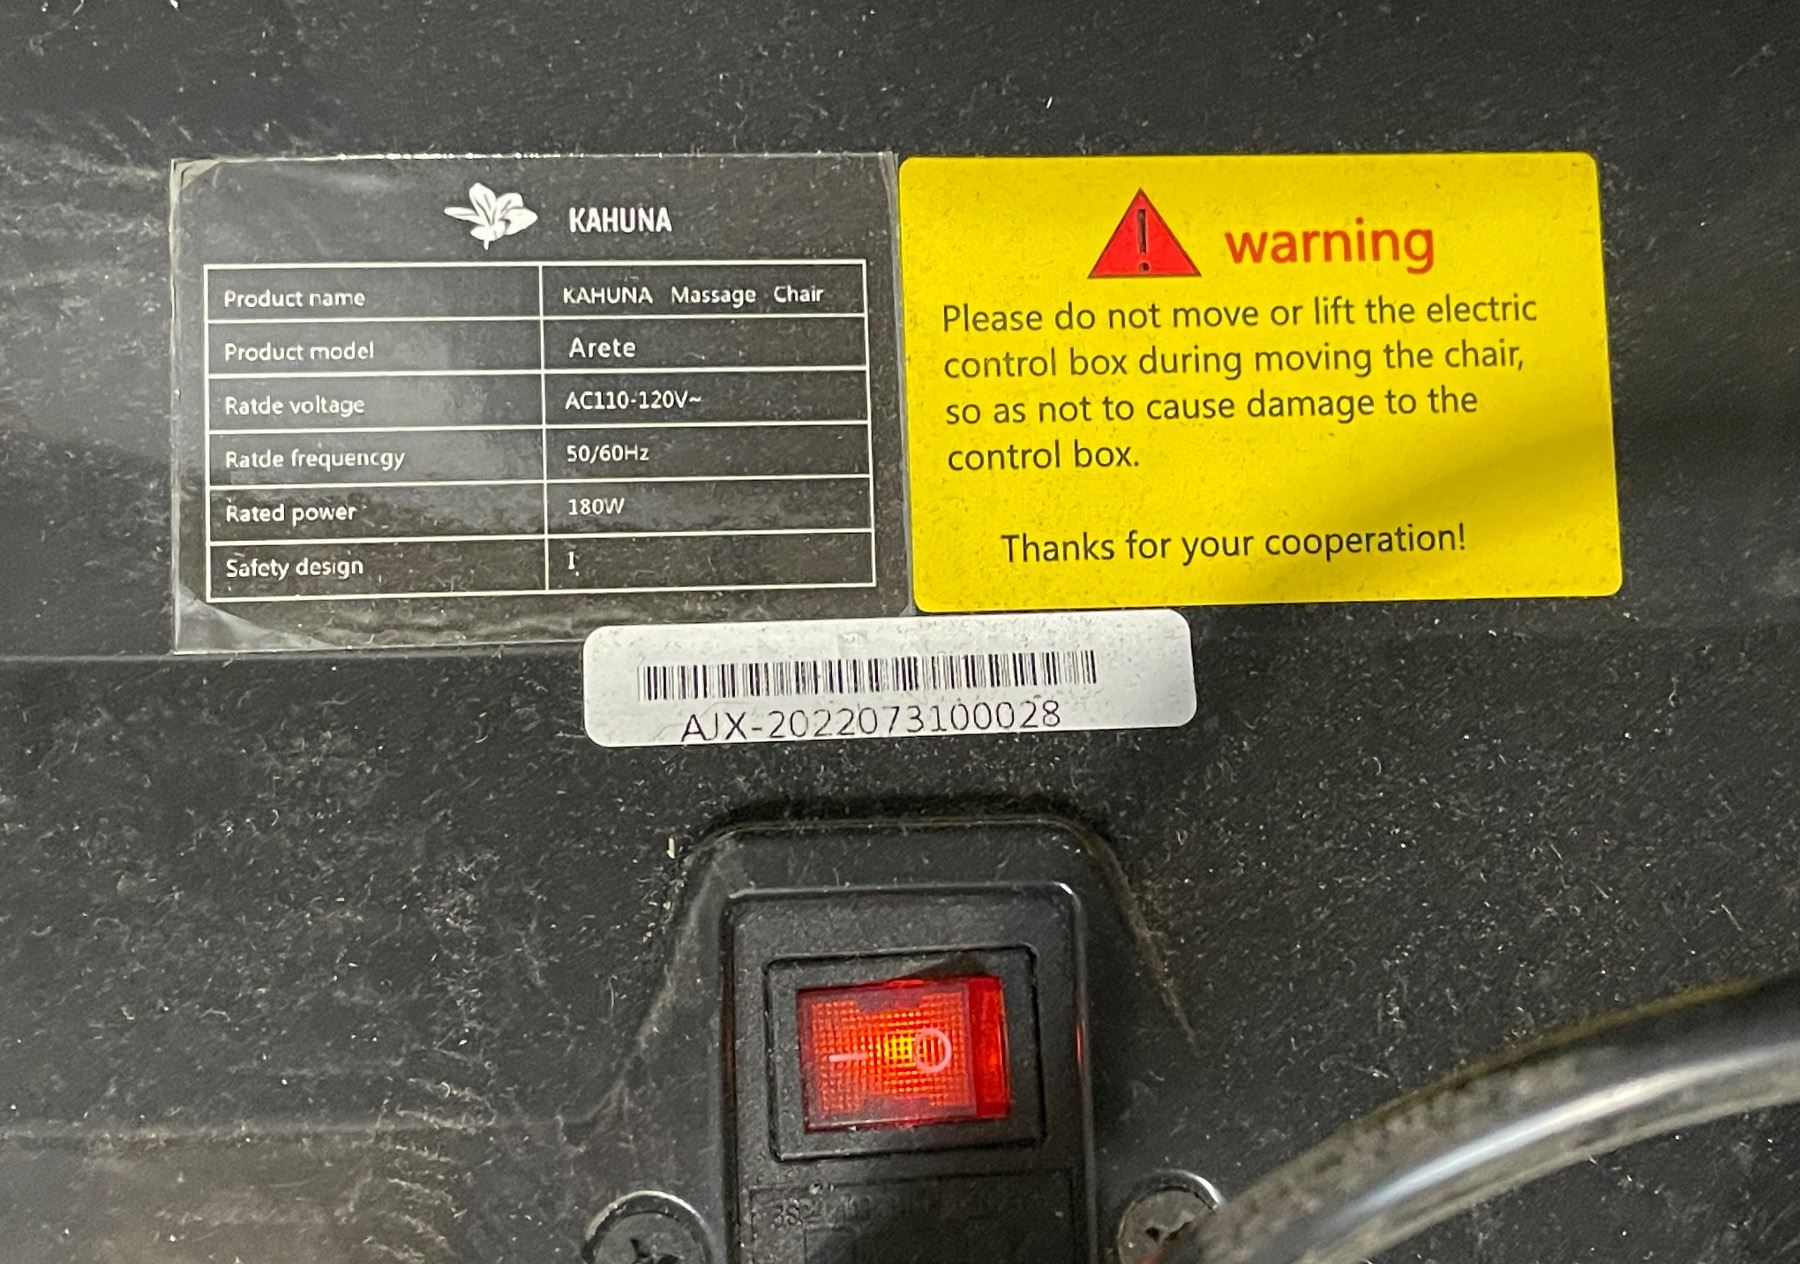 KAHUNA
Product name KAHUNA Massage Chair
Product model Arete
Ratde voltage AC110-120V~
Ratde frequencgy 50/60Hz
Rated power 180W
Safety design I
warning
Please do not move or lift the electric
control box during moving the chair,
so as not to cause damage to the
control box.
Thanks for your cooperation!
AJX-2022073100028